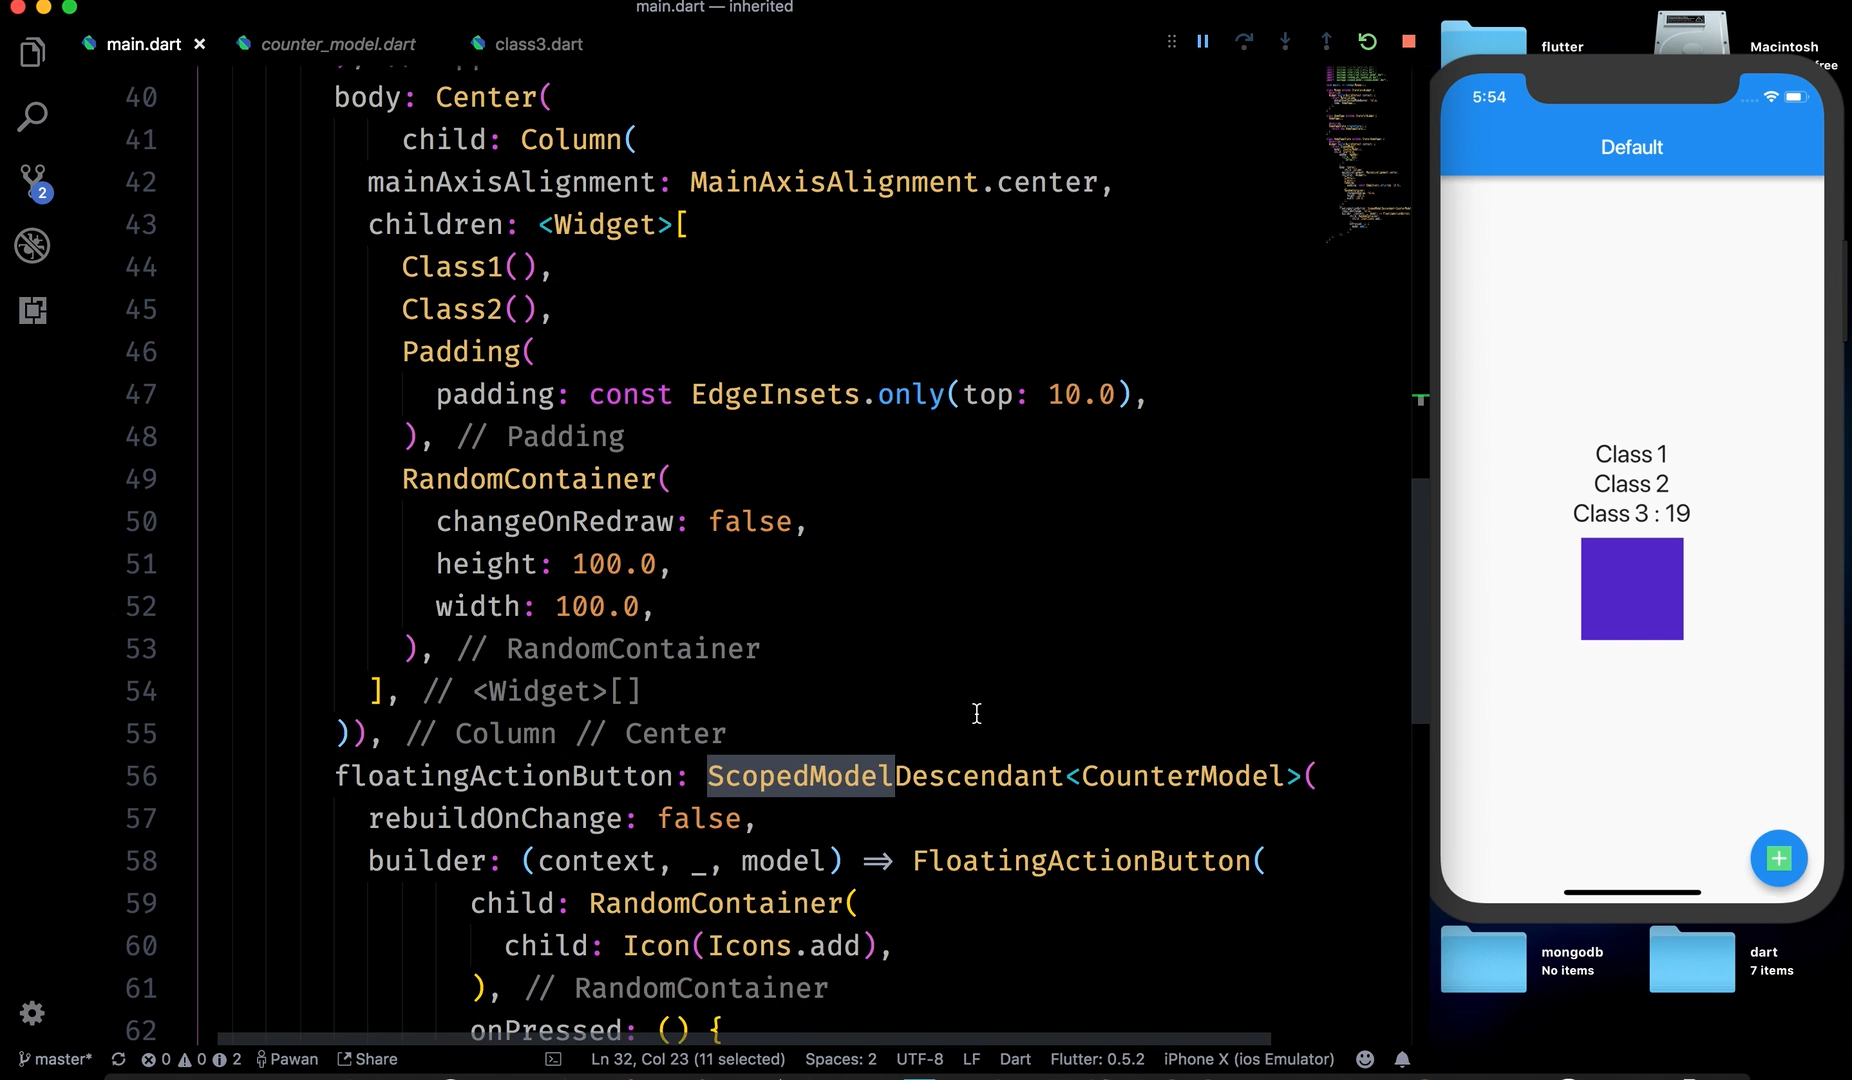 main.dart — inherited
main.dart
counter_model.dart
class3.dart
40 body: Center(
41 child: Column(
42 mainAxisAlignment: MainAxisAlignment.center,
43 children: <Widget>[
44 Class1(),
45 Class2(),
46 Padding(
47 padding: const EdgeInsets.only(top: 10.0),
48 ), // Padding
49 RandomContainer(
50 changeOnRedraw: false,
51 height: 100.0,
52 width: 100.0,
53 ), // RandomContainer
54 ], // <Widget>[]
55 )), // Column // Center
56 floatingActionButton: ScopedModelDescendant<CounterModel>(
57 rebuildOnChange: false,
58 builder: (context, _, model) => FloatingActionButton(
59 child: RandomContainer(
60 child: Icon(Icons.add),
61 ), // RandomContainer
62 onPressed: () {
2
master* 0 0 2 Pawan Share Ln 32, Col 23 (11 selected) Spaces: 2 UTF-8 LF Dart Flutter: 0.5.2 iPhone X (ios Emulator)
flutter
Macintosh
free
5:54
Default
Class 1
Class 2
Class 3 : 19
mongodb
No items
dart
7 items